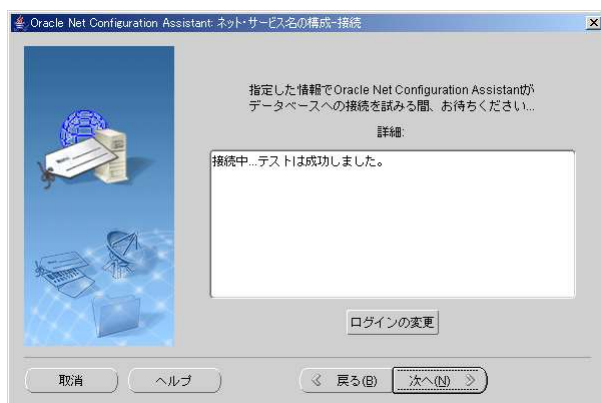 Oracle Net Configuration Assistant: ネット・サービス名の構成-接続
指定した情報でOracle Net Configuration Assistantが
データベースへの接続を試みる間、お待ちください...
詳細:
接続中...テストは成功しました。
ログインの変更
取消
ヘルプ
戻る(B)
次へ(N)